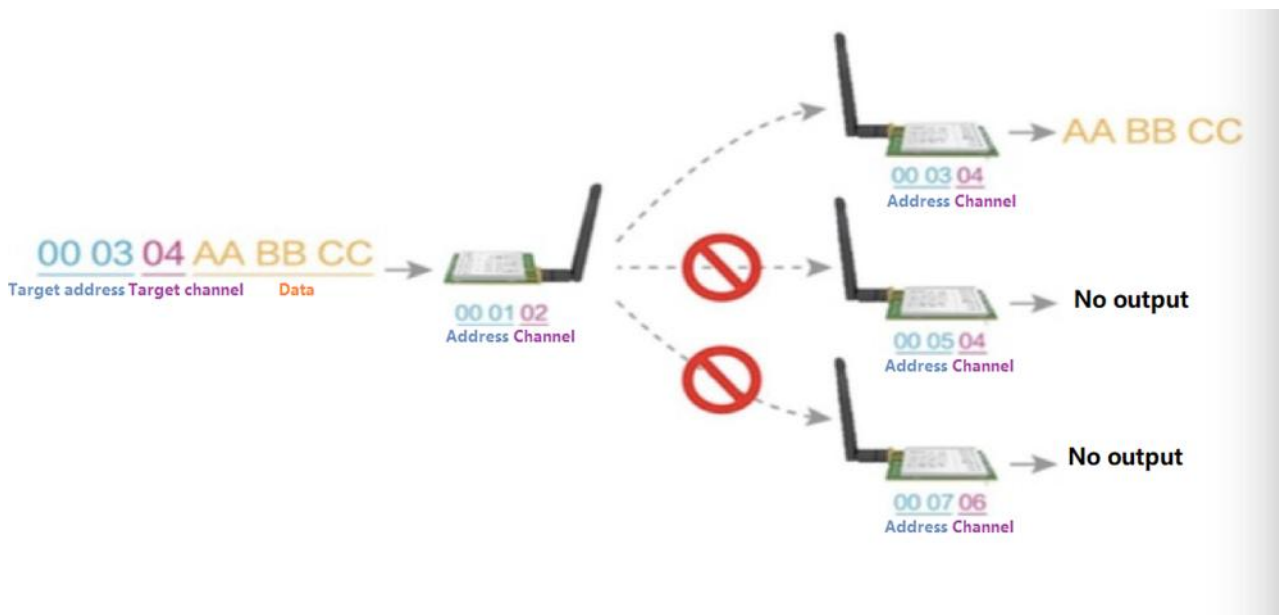 00 03 04 AA BB CC
Target address Target channel Data
00 01 02
Address Channel
AA BB CC
00 03 04
Address Channel
No output
00 05 04
Address Channel
No output
00 07 06
Address Channel